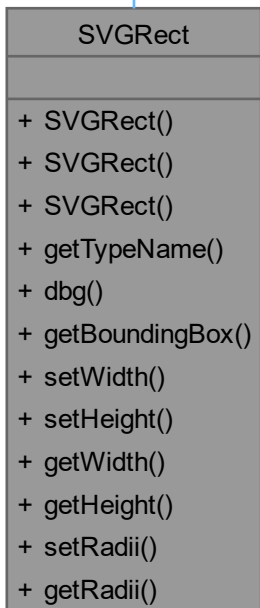 SVGRect
+ SVGRect()
+ SVGRect()
+ SVGRect()
+ getTypeName()
+ dbg()
+ getBoundingBox()
+ setWidth()
+ setHeight()
+ getWidth()
+ getHeight()
+ setRadii()
+ getRadii()